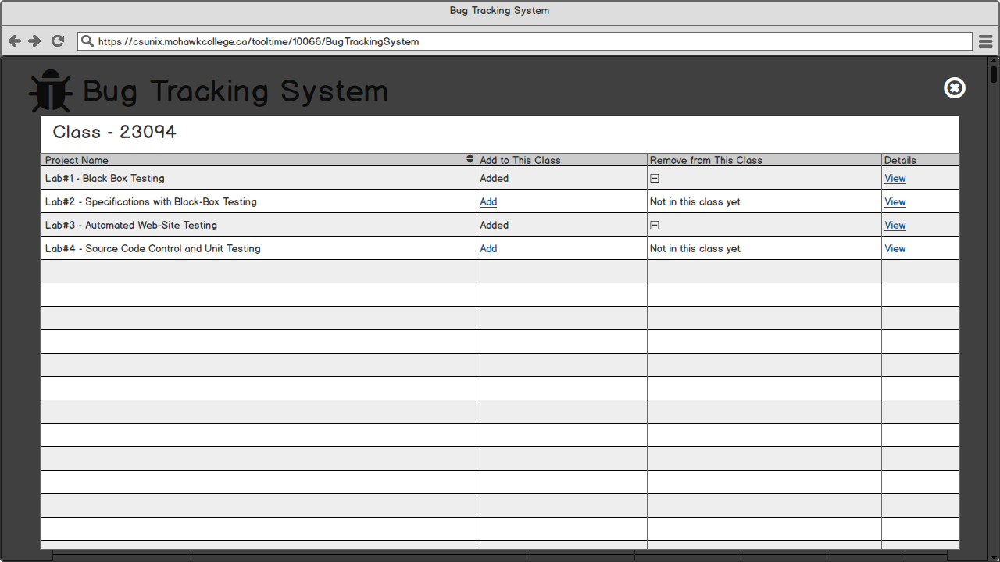 Bug Tracking System
https://csunix.mohawkcollege.ca/tooltime/10066/BugTrackingSystem
Bug Tracking System
Class - 23094
Project Name Add to This Class Remove from This Class Details
Lab#1 - Black Box Testing Added View
Lab#2 - Specifications with Black-Box Testing Add Not in this class yet View
Lab#3 - Automated Web-Site Testing Added View
Lab#4 - Source Code Control and Unit Testing Add Not in this class yet View